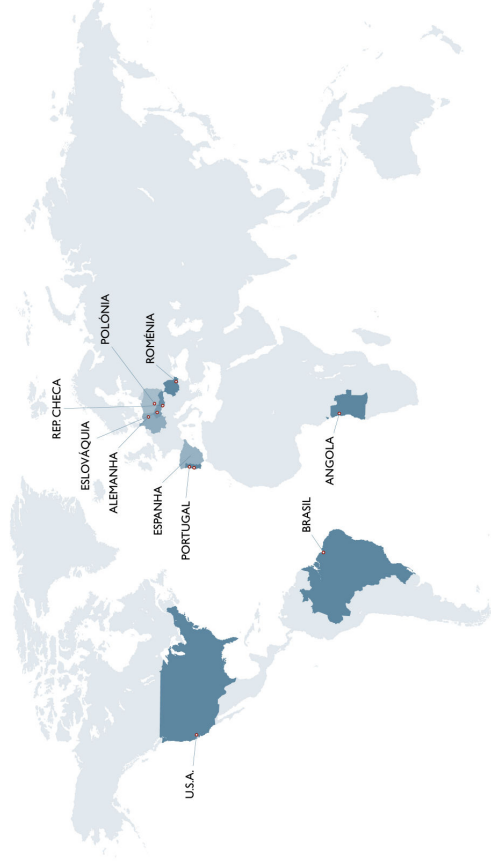 U.S.A.
BRASIL
PORTUGAL
ESPANHA
ALEMANHA
ESLOVÁQUIA
REP. CHECA
POLÓNIA
ROMÉNIA
ANGOLA